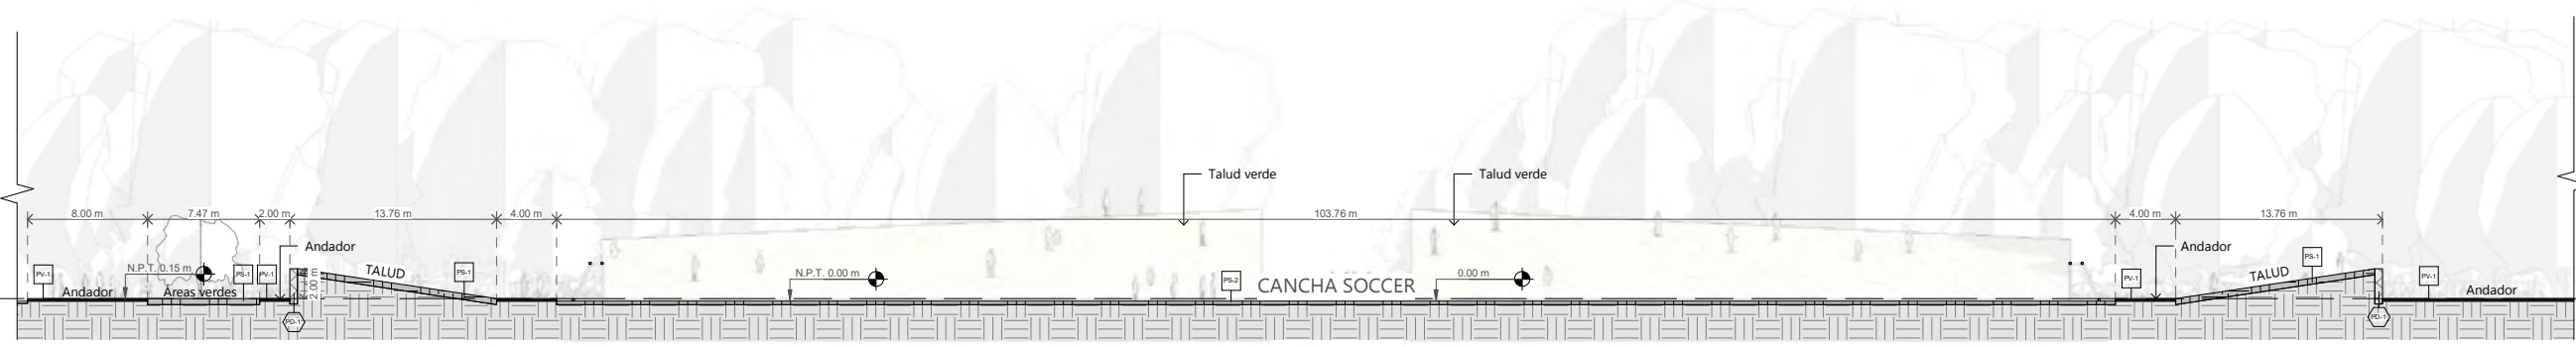 Talud verde
Talud verde
8.00 m
7.47 m
2.00 m
13.76 m
4.00 m
103.76 m
4.00 m
13.76 m
Andador
Andador
PV-1
N.P.T. 0.15 m
PS-1
PV-1
TALUD
PS-1
2.00 m
N.P.T. 0.00 m
PS-2
CANCHA SOCCER
0.00 m
PV-1
TALUD
PS-1
PV-1
Andador
Áreas verdes
Andador
PD-1
PD-1